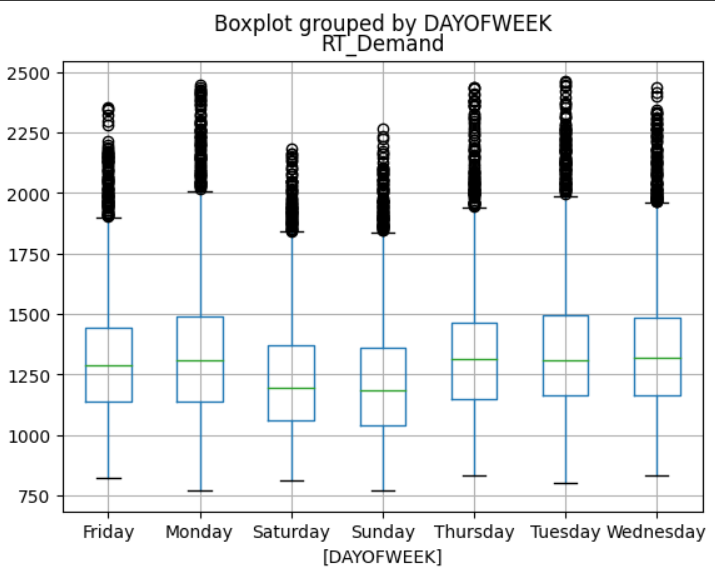 Boxplot grouped by DAYOFWEEK
RT_Demand
2500
2250
2000
1750
1500
1250
1000
750
Friday Monday Saturday Sunday Thursday Tuesday Wednesday
[DAYOFWEEK]